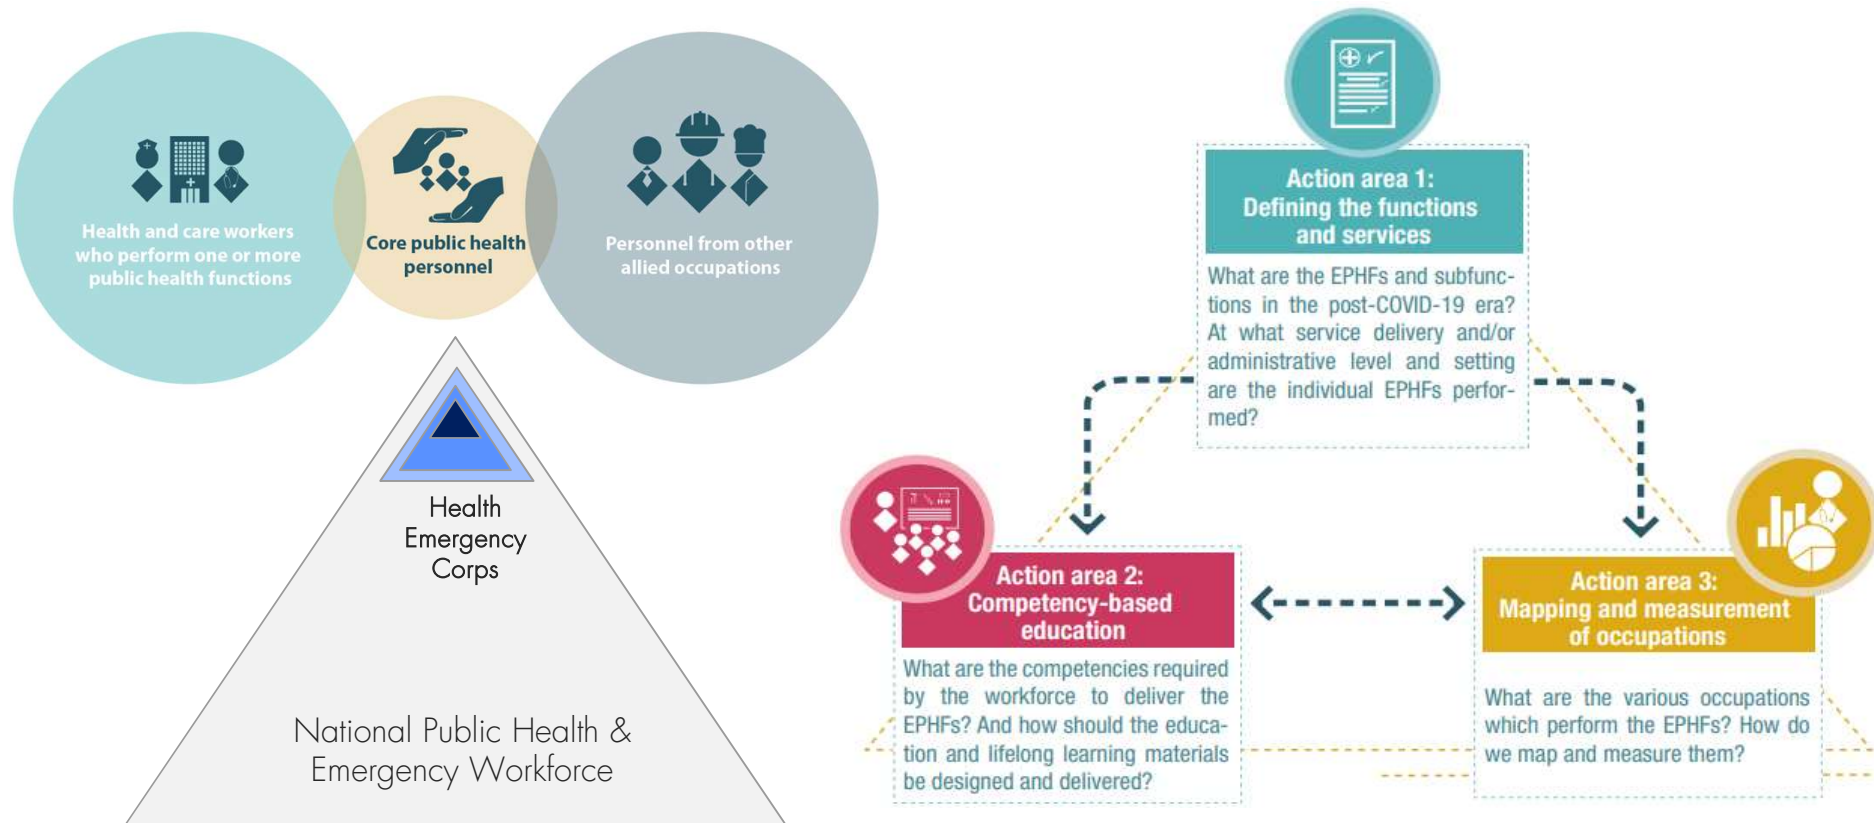 Health and care workers
who perform one or more
public health functions
Core public health
personnel
Personnel from other
allied occupations
Health
Emergency
Corps
National Public Health &
Emergency Workforce
Action area 1:
Defining the functions
and services
What are the EPHFs and subfunc-
tions in the post-COVID-19 era?
At what service delivery and/or
administrative level and setting
are the individual EPHFs perfor-
med?
Action area 2:
Competency-based
education
What are the competencies required
by the workforce to deliver the
EPHFs? And how should the educa-
tion and lifelong learning materials
be designed and delivered?
Action area 3:
Mapping and measurement
of occupations
What are the various occupations
which perform the EPHFs? How do
we map and measure them?